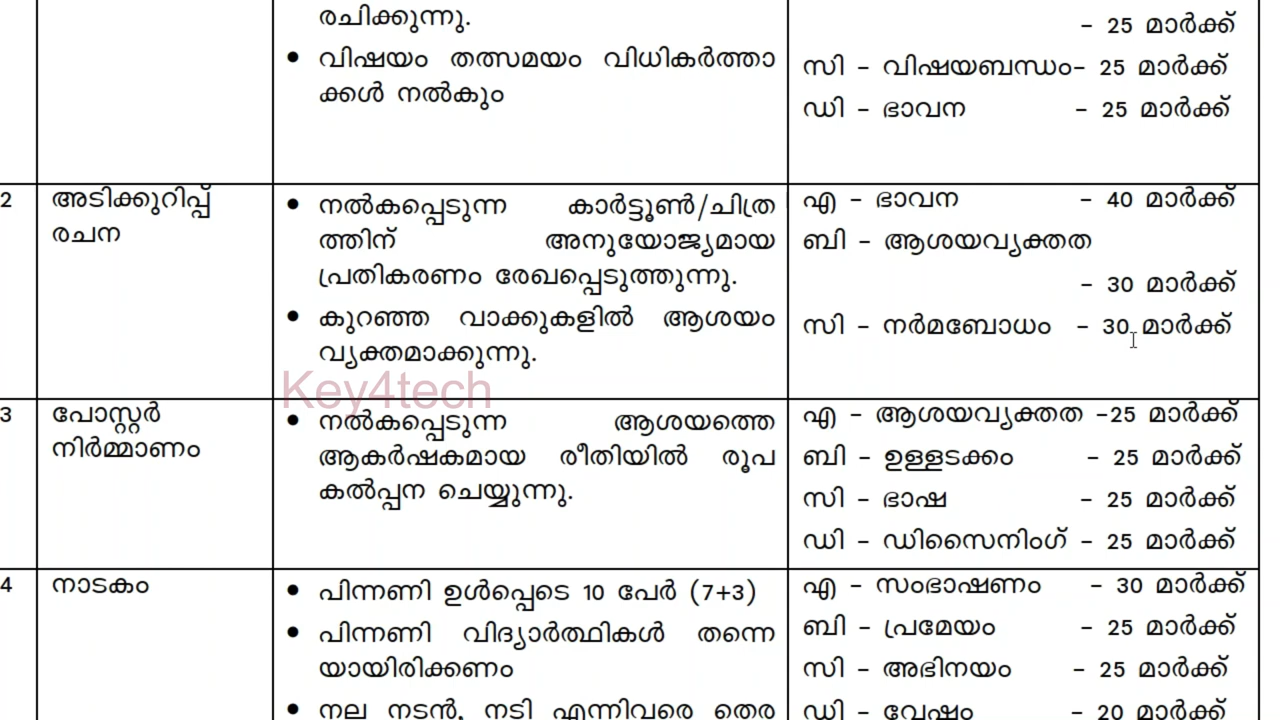 രചിക്കുന്നു.
• വിഷയം തത്സമയം വിധികർത്താ
ക്കൾ നൽകും
– 25 മാർക്ക്
സി – വിഷയബന്ധം– 25 മാർക്ക്
ഡി – ഭാവന – 25 മാർക്ക്
2
അടിക്കുറിപ്പ്
രചന
• നൽകപ്പെടുന്ന കാർട്ടൂൺ/ചിത്ര
ത്തിന് അനുയോജ്യമായ
പ്രതികരണം രേഖപ്പെടുത്തുന്നു.
• കുറഞ്ഞ വാക്കുകളിൽ ആശയം
വ്യക്തമാക്കുന്നു.
എ – ഭാവന – 40 മാർക്ക്
ബി – ആശയവ്യക്തത
– 30 മാർക്ക്
സി – നർമബോധം – 30 മാർക്ക്
Key4tech
3
പോസ്റ്റർ
നിർമ്മാണം
• നൽകപ്പെടുന്ന ആശയത്തെ
ആകർഷകമായ രീതിയിൽ രൂപ
കൽപ്പന ചെയ്യുന്നു.
എ – ആശയവ്യക്തത –25 മാർക്ക്
ബി – ഉള്ളടക്കം – 25 മാർക്ക്
സി – ഭാഷ – 25 മാർക്ക്
ഡി – ഡിസൈനിംഗ് – 25 മാർക്ക്
4
നാടകം
• പിന്നണി ഉൾപ്പെടെ 10 പേർ (7+3)
• പിന്നണി വിദ്യാർത്ഥികൾ തന്നെ
യായിരിക്കണം
• നല്ല നടൻ, നടി എന്നിവരെ തെര
എ – സംഭാഷണം – 30 മാർക്ക്
ബി – പ്രമേയം – 25 മാർക്ക്
സി – അഭിനയം – 25 മാർക്ക്
ഡി – വേഷം – 20 മാർക്ക്